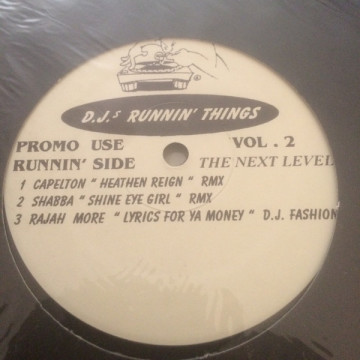 D.J.s RUNNIN' THINGS
PROMO USE VOL. 2
RUNNIN' SIDE THE NEXT LEVEL
1 CAPELTON "HEATHEN REIGN" RMX
2 SHABBA "SHINE EYE GIRL" RMX
3 RAJAH MORE "LYRICS FOR YA MONEY" D.J. FASHION